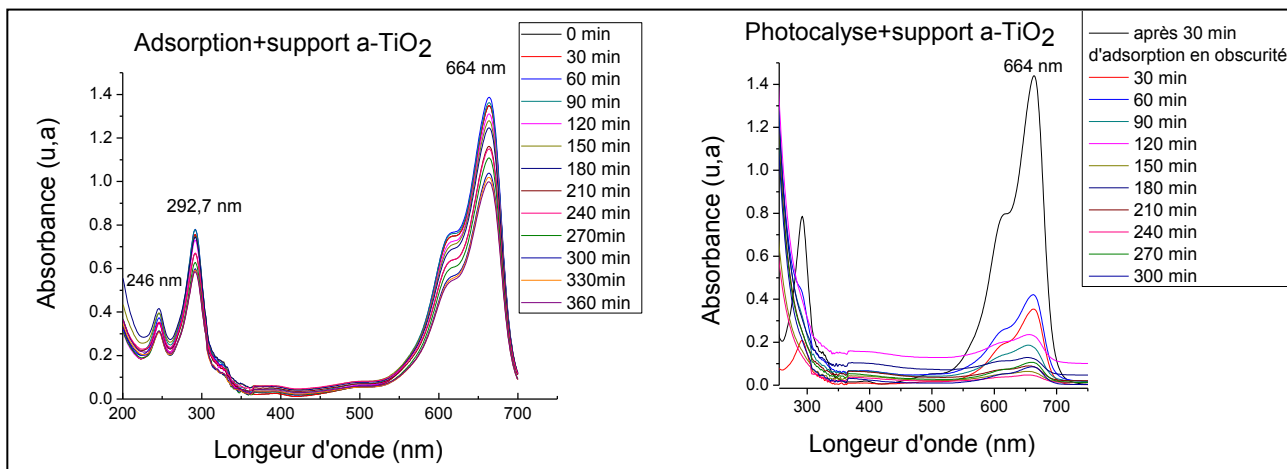 Adsorption+support a-TiO2
664 nm
292,7 nm
246 nm
Absorbance (u,a)
1.4
1.2
1.0
0.8
0.6
0.4
0.2
0.0
200 300 400 500 600 700
Longeur d'onde (nm)
0 min
30 min
60 min
90 min
120 min
150 min
180 min
210 min
240 min
270min
300 min
330min
360 min
Photocalyse+support a-TiO2
664 nm
Absorbance (u,a)
1.4
1.2
1.0
0.8
0.6
0.4
0.2
0.0
300 400 500 600 700
Longeur d'onde (nm)
après 30 min
d'adsorption en obscurité
30 min
60 min
90 min
120 min
150 min
180 min
210 min
240 min
270 min
300 min